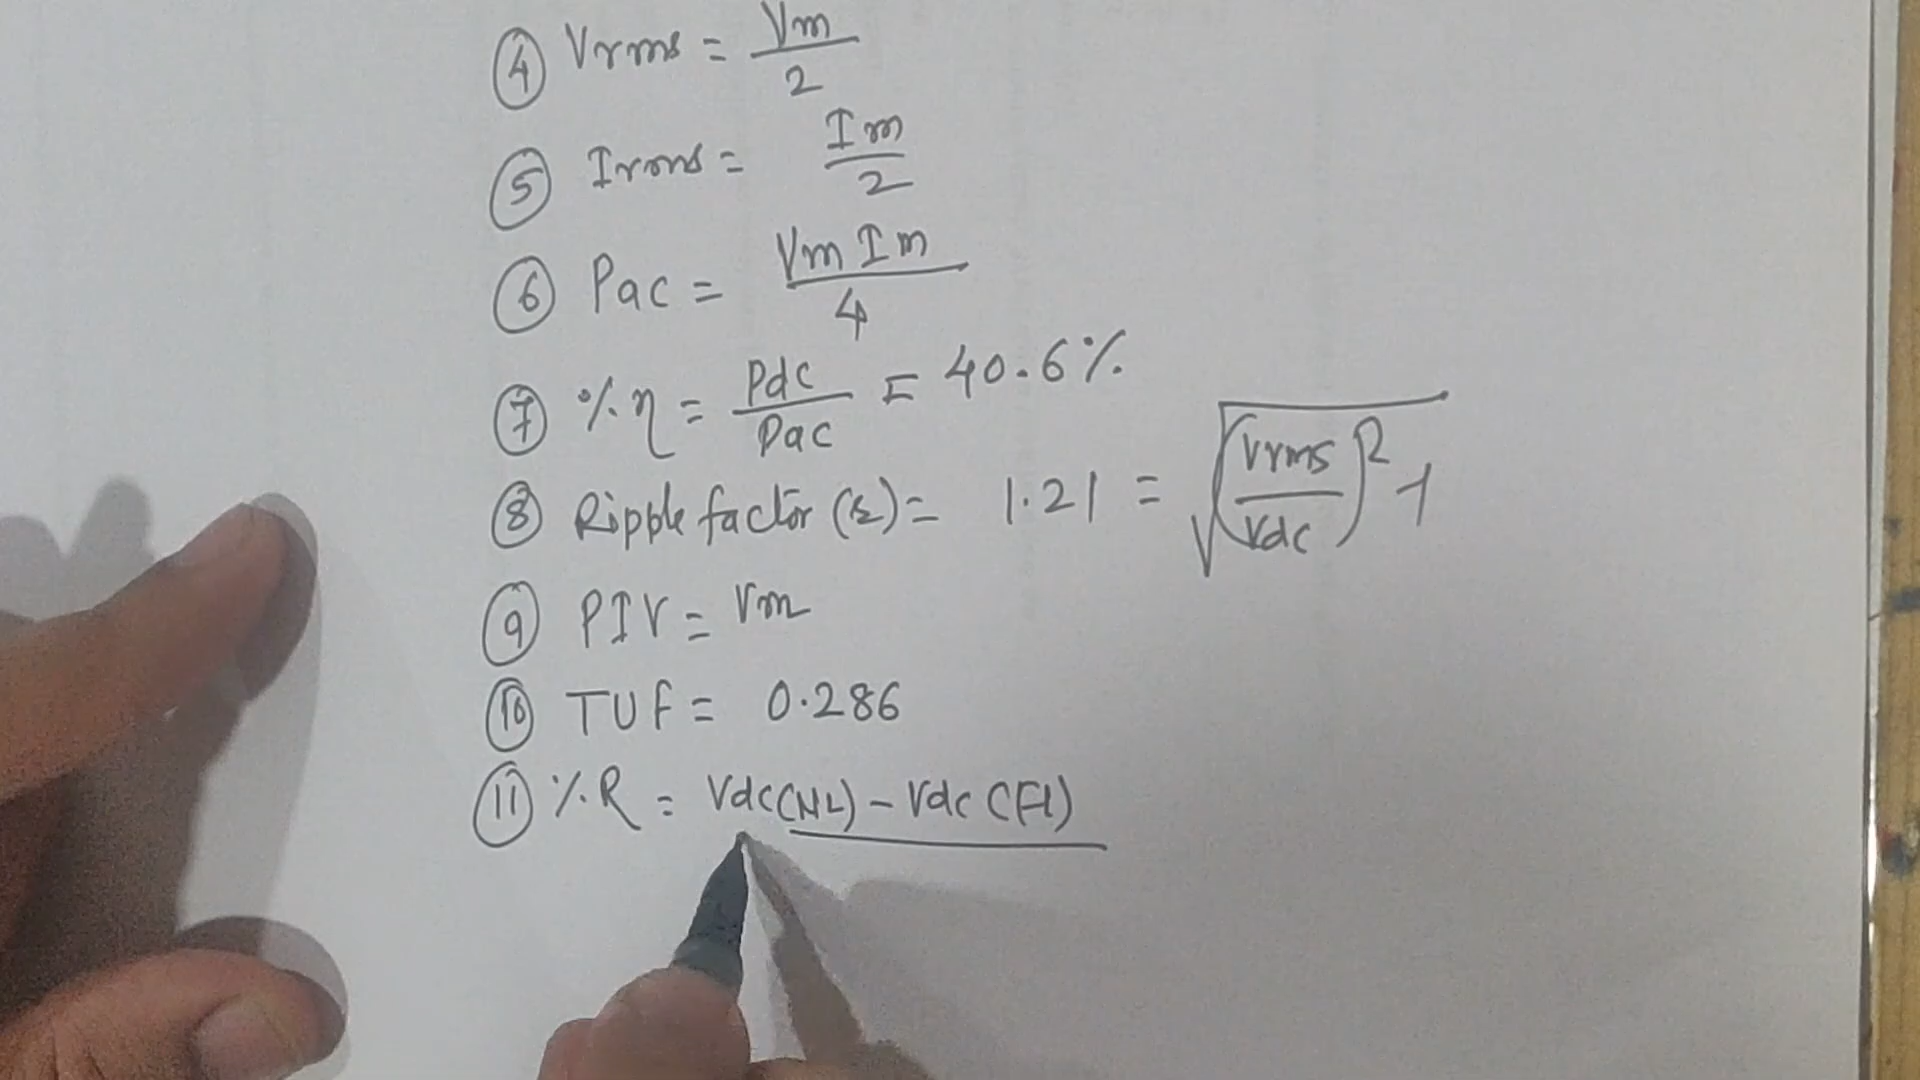 ④ Vrms = Vm/2
⑤ Irms = Im/2
⑥ Pac = Vm Im/4
⑦ % η = Pdc/Pac = 40.6%
⑧ Ripple factor (r) = 1.21 = √((Vrms/Vdc)² - 1)
⑨ PIV = Vm
⑩ TUF = 0.286
⑪ % R = Vdc(NL) - Vdc (Fl)